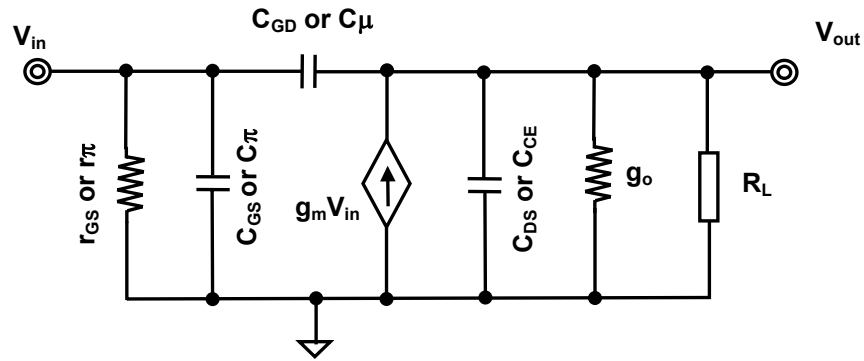 C_GD or Cμ
V_in
V_out
r_GS or rπ
C_GS or Cπ
g_mV_in
C_DS or C_CE
g_o
R_L